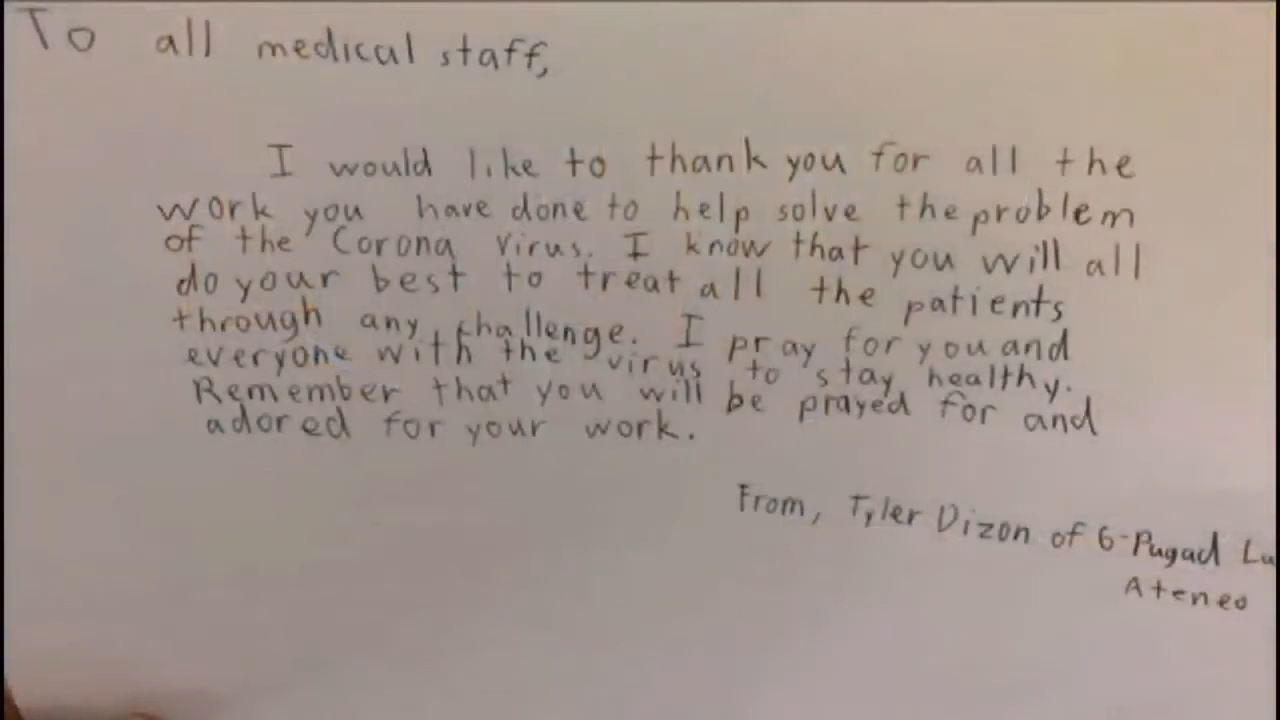 To all medical staff,
I would like to thank you for all the
work you have done to help solve the problem
of the Corona Virus. I know that you will all
do your best to treat all the patients
through any challenge. I pray for you and
everyone with the virus to stay healthy.
Remember that you will be prayed for and
adored for your work.
From, Tyler Dizon of 6-Pugad
Ateneo